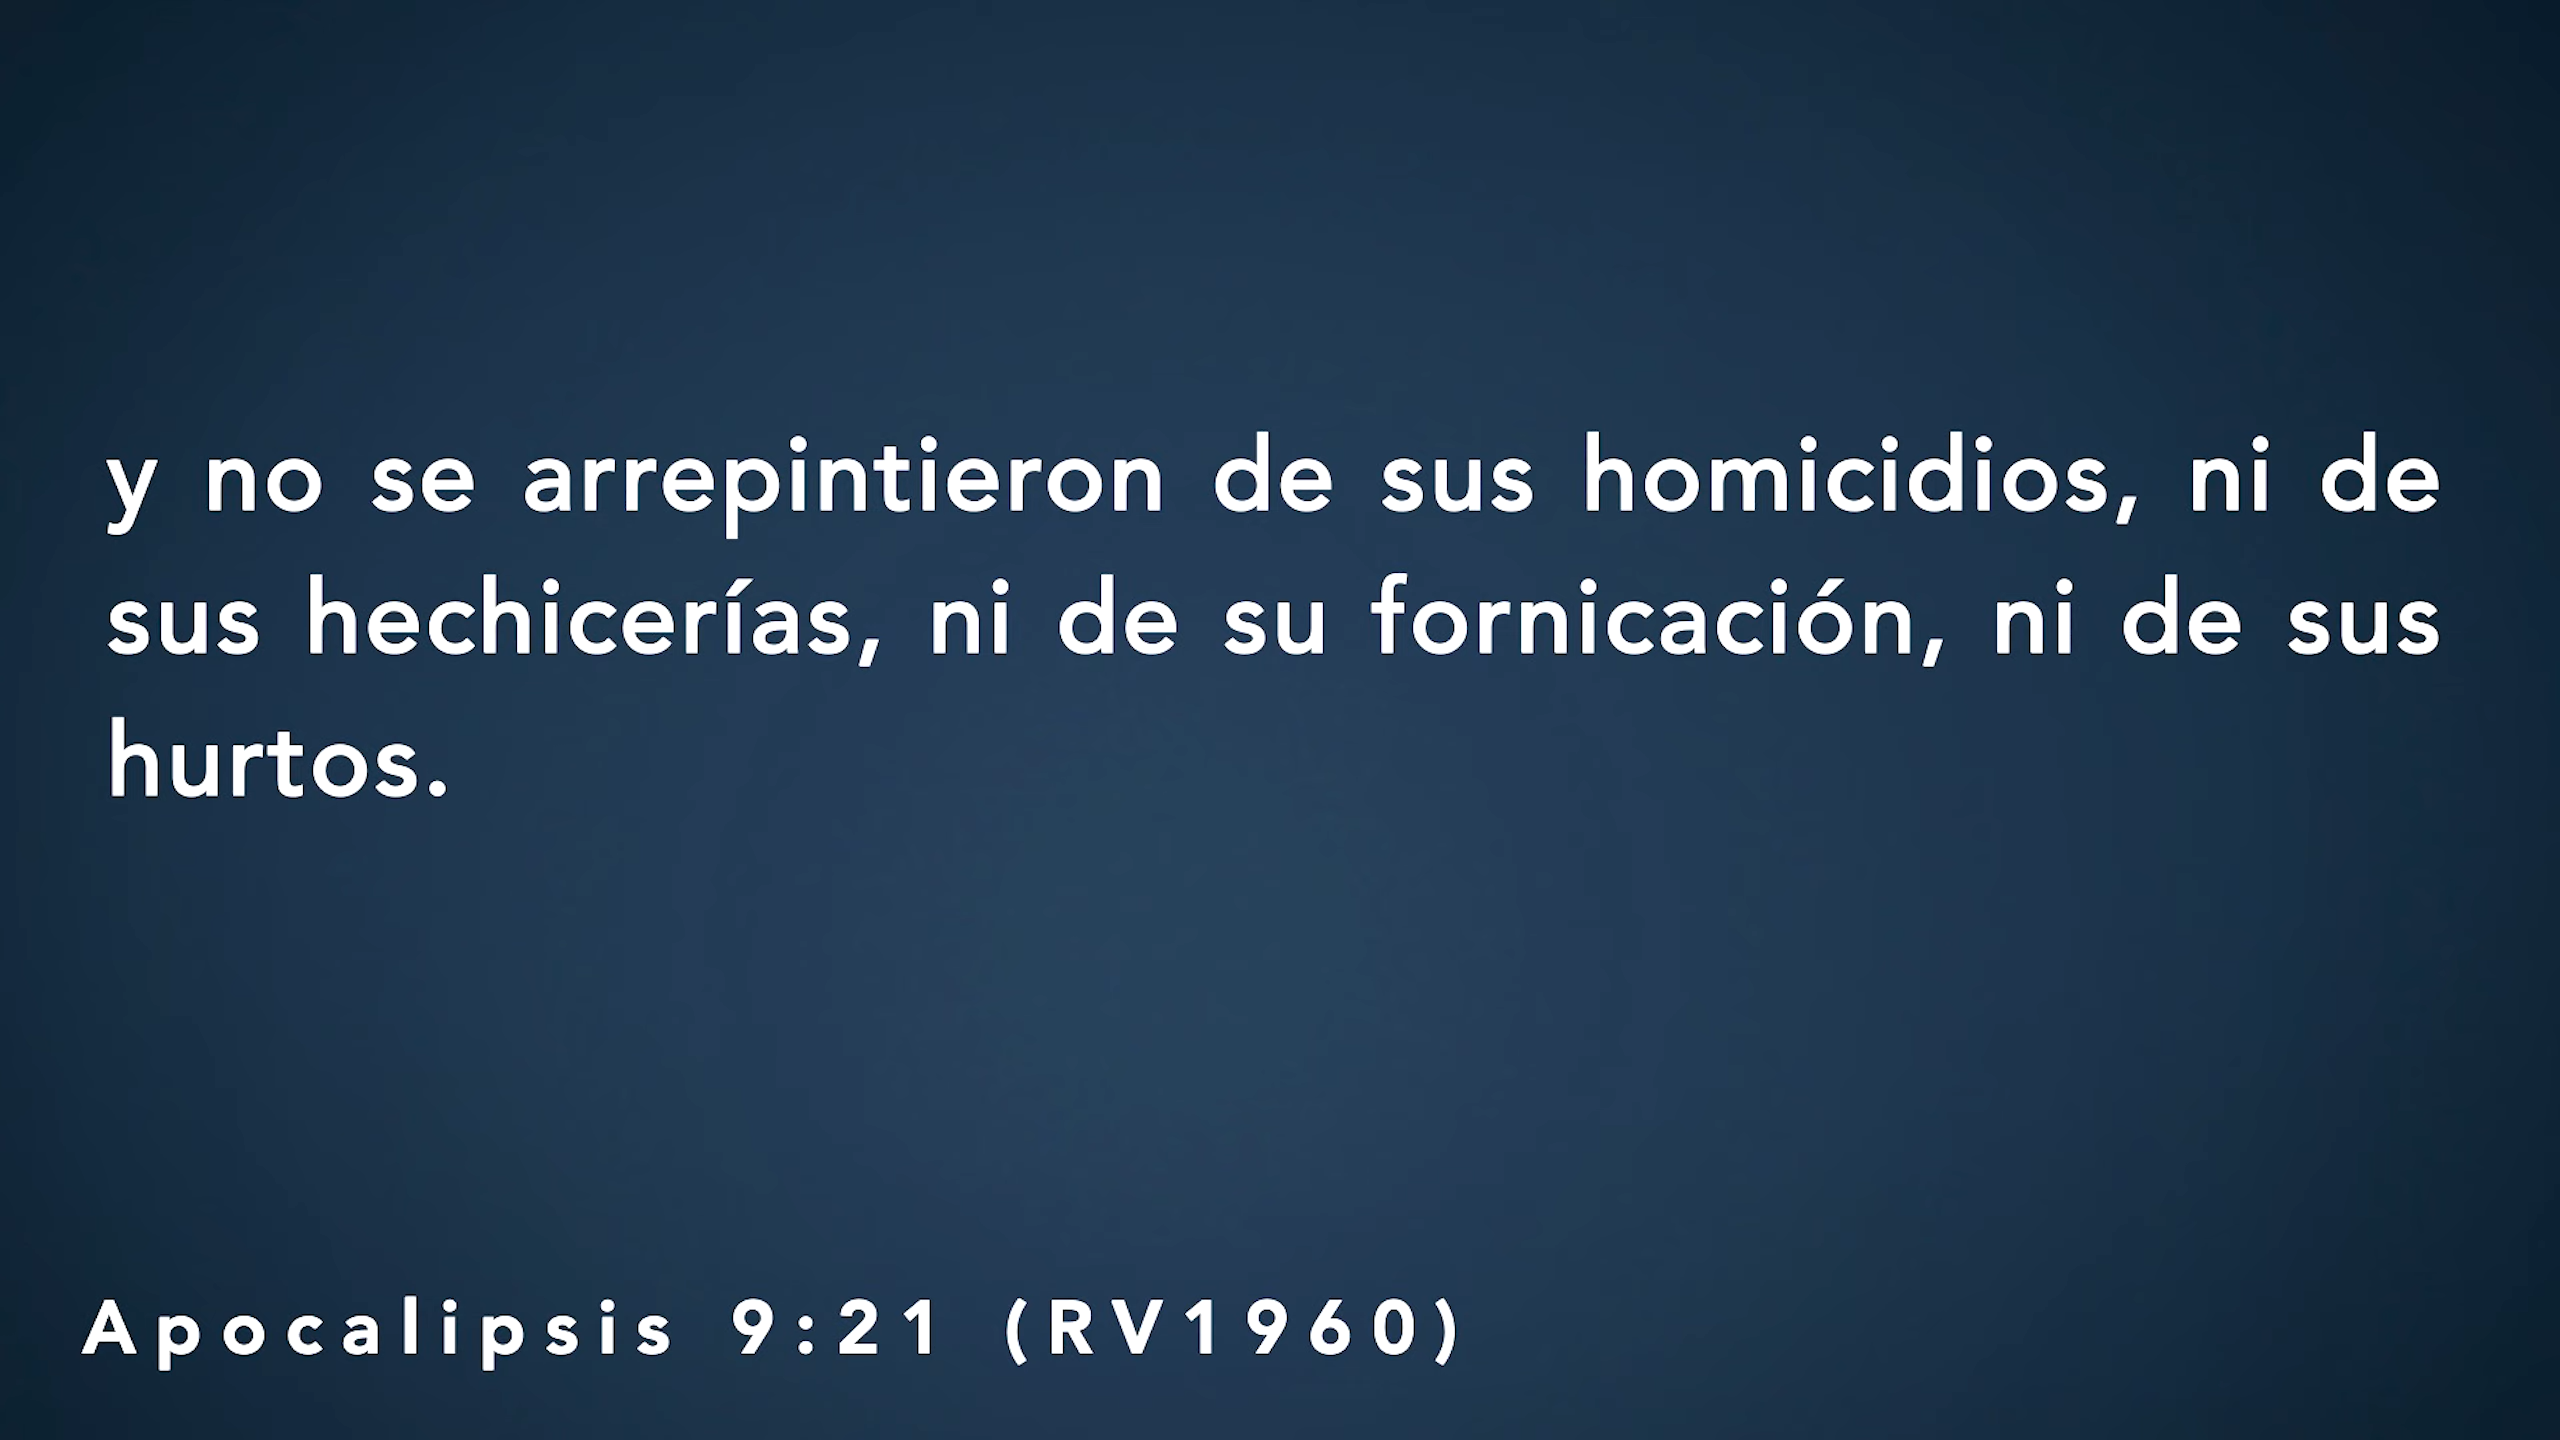 y no se arrepintieron de sus homicidios, ni de
sus hechicerías, ni de su fornicación, ni de sus
hurtos.
Apocalipsis 9:21 (RV1960)